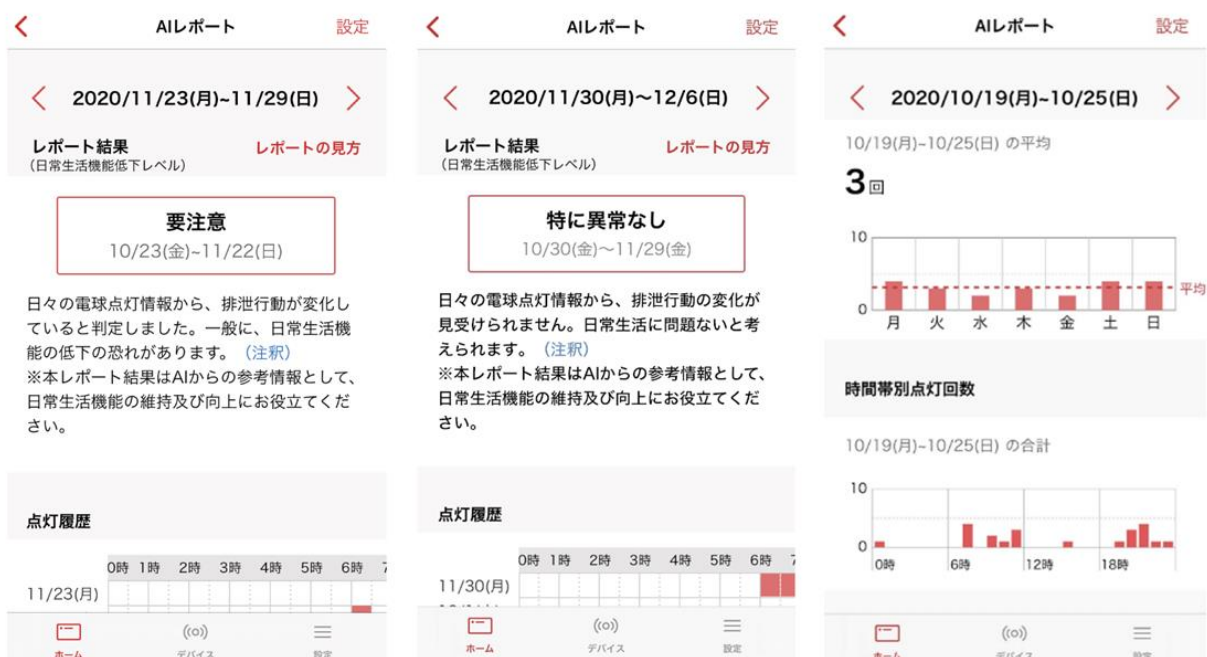 AIレポート
設定
2020/11/23(月)~11/29(日)
レポート結果
(日常生活機能低下レベル)
レポートの見方
要注意
10/23(金)~11/22(日)
日々の電球点灯情報から、排泄行動が変化し
ていると判定しました。一般に、日常生活機
能の低下の恐れがあります。(注釈)
※本レポート結果はAIからの参考情報として、
日常生活機能の維持及び向上にお役立てくだ
さい。
点灯履歴
0時 1時 2時 3時 4時 5時 6時
11/23(月)
ホーム
デバイス
設定
AIレポート
設定
2020/11/30(月)～12/6(日)
レポート結果
(日常生活機能低下レベル)
レポートの見方
特に異常なし
10/30(金)～11/29(金)
日々の電球点灯情報から、排泄行動の変化が
見受けられません。日常生活に問題ないと考
えられます。(注釈)
※本レポート結果はAIからの参考情報として、
日常生活機能の維持及び向上にお役立てくだ
さい。
点灯履歴
0時 1時 2時 3時 4時 5時 6時 7
11/30(月)
ホーム
デバイス
設定
AIレポート
設定
2020/10/19(月)~10/25(日)
10/19(月)~10/25(日) の平均
3回
10
0
平均
月 火 水 木 金 土 日
時間帯別点灯回数
10/19(月)~10/25(日) の合計
10
0
0時 6時 12時 18時
ホーム
デバイス
設定